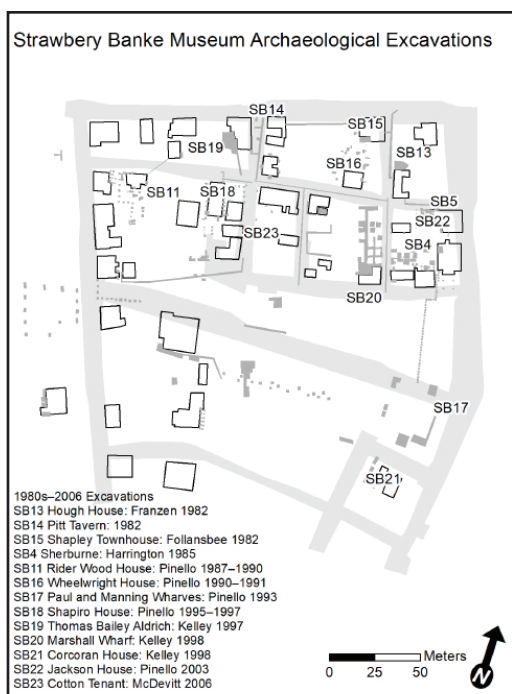 Strawbery Banke Museum Archaeological Excavations
SB14
SB15
SB19
SB13
SB16
SB11
SB18
SB5
SB22
SB23
SB4
SB20
SB17
SB21
1980s–2006 Excavations
SB13 Hough House: Franzen 1982
SB14 Pitt Tavern: 1982
SB15 Shapley Townhouse: Follansbee 1982
SB4 Sherburne: Harrington 1985
SB11 Rider Wood House: Pinello 1987–1990
SB16 Wheelwright House: Pinello 1990–1991
SB17 Paul and Manning Wharves: Pinello 1993
SB18 Shapiro House: Pinello 1995–1997
SB19 Thomas Bailey Aldrich: Kelley 1997
SB20 Marshall Wharf: Kelley 1998
SB21 Corcoran House: Kelley 1998
SB22 Jackson House: Pinello 2003
SB23 Cotton Tenant: McDevitt 2006
Meters
0 25 50
N